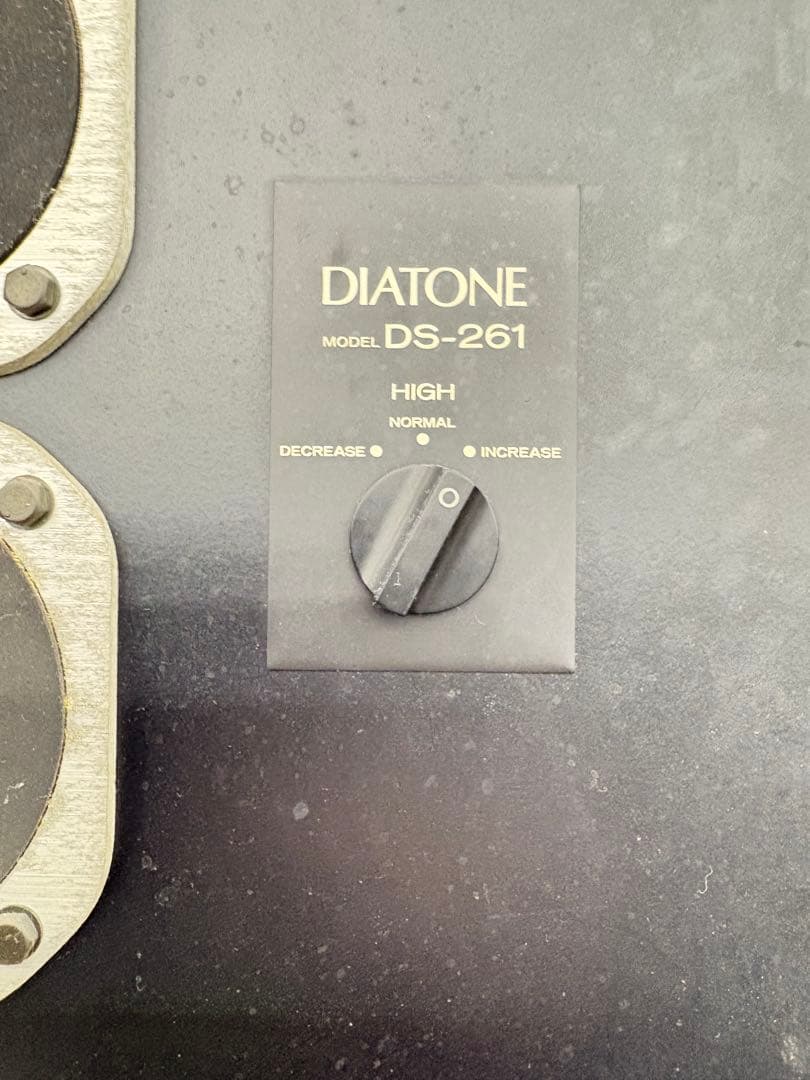 DIATONE
MODEL DS-261
HIGH
NORMAL
DECREASE INCREASE